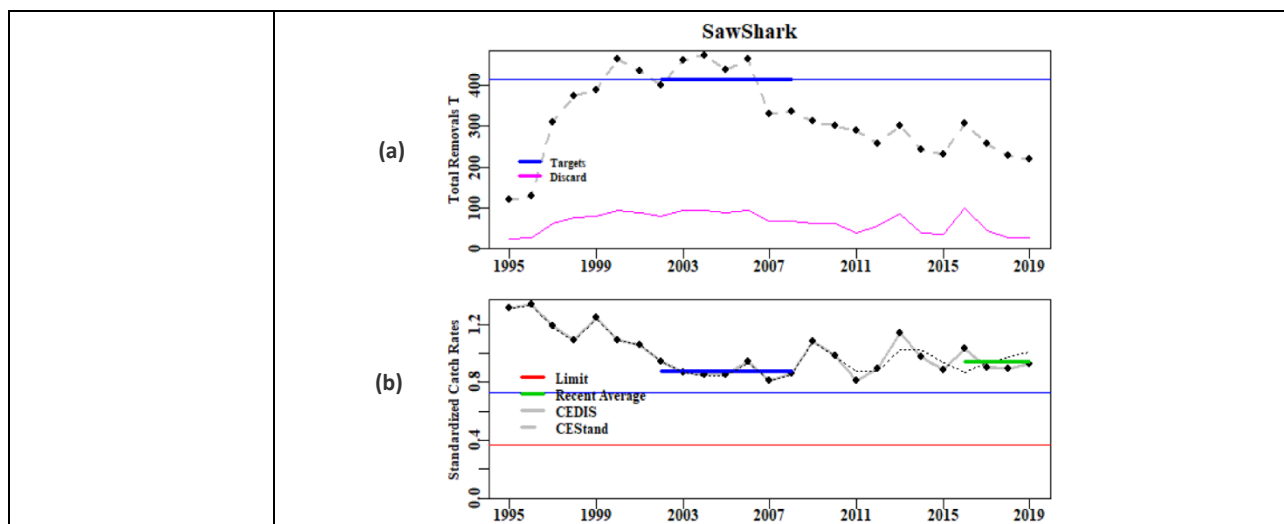 SawShark
(a)
Total Removals T
400
300
200
100
0
Targets
Discard
1995 1999 2003 2007 2011 2015 2019
(b)
Standardized Catch Rates
1.2
0.8
0.4
0.0
Limit
Recent Average
CEDIS
CEStand
1995 1999 2003 2007 2011 2015 2019